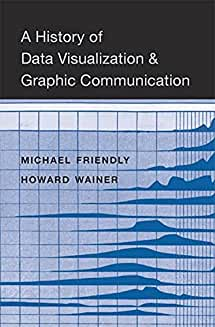 A History of
Data Visualization &
Graphic Communication
MICHAEL FRIENDLY
HOWARD WAINER